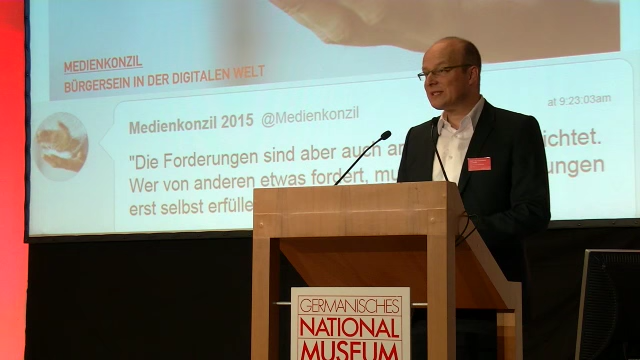 MEDIENKONZIL
BÜRGERSEIN IN DER DIGITALEN WELT
Medienkonzil 2015 @Medienkonzil
at 9:23:03am
"Die Forderungen sind aber auch
Wer von anderen etwas fordert,
erst selbst
GERMANISCHES
NATIONAL
MUSEUM